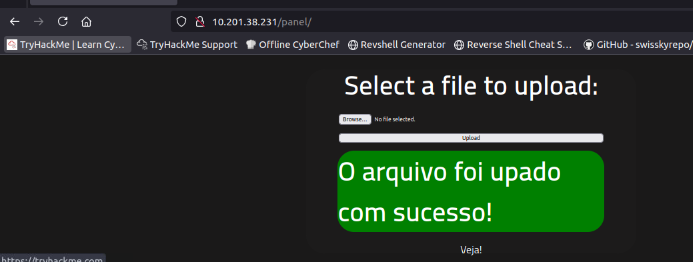 10.201.38.231/panel/
TryHackMe | Learn Cy… TryHackMe Support Offline CyberChef Revshell Generator Reverse Shell Cheat S… GitHub - swisskyrepo/
Select a file to upload:
Browse... No file selected.
Upload
O arquivo foi upado
com sucesso!
Veja!
https://tryhackme.com